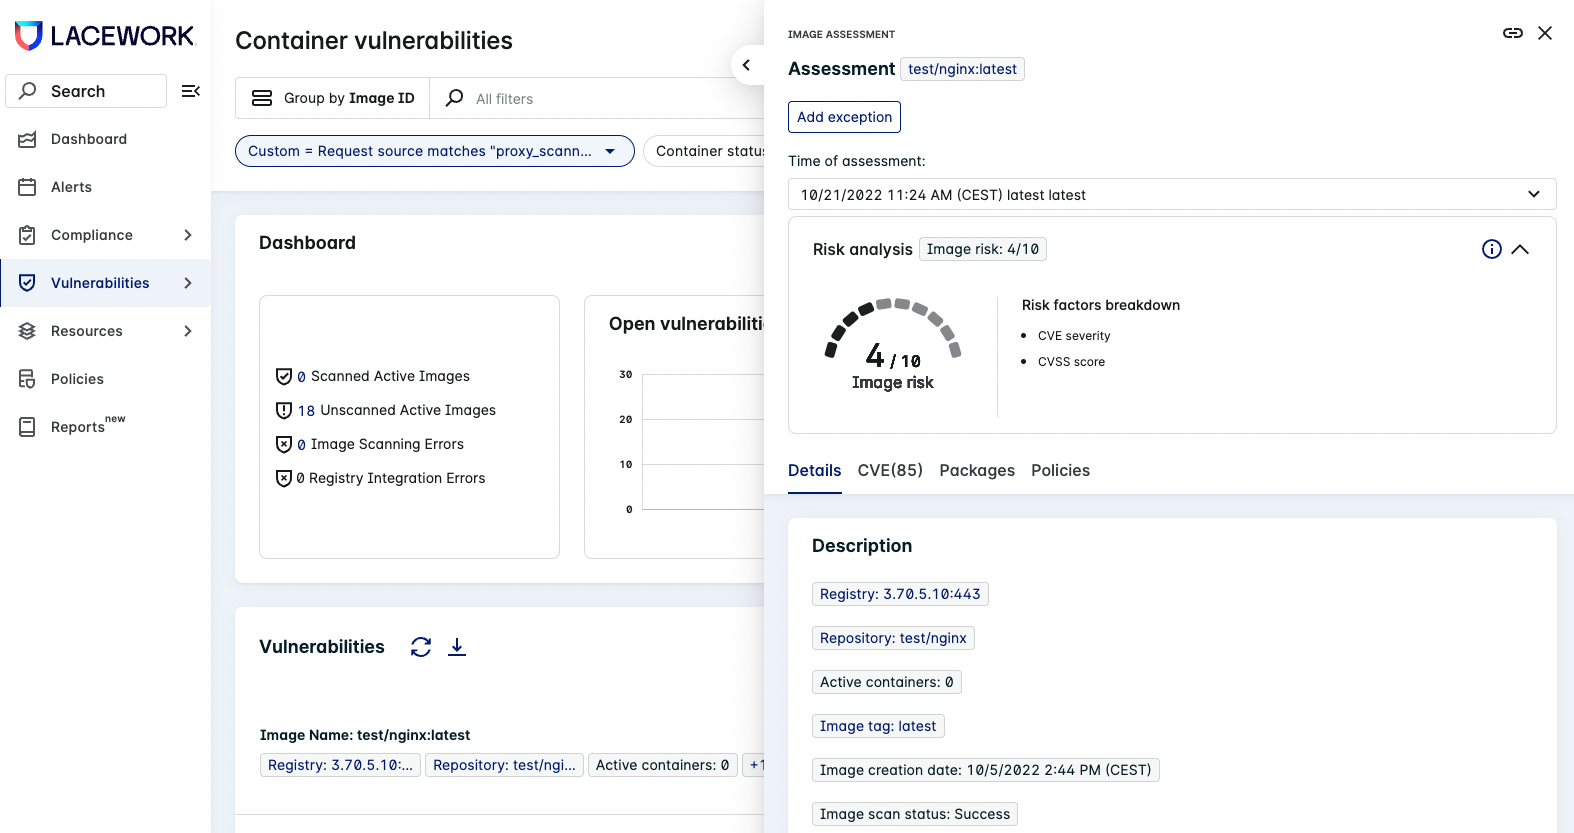 LACEWORK
Search
Dashboard
Alerts
Compliance
Vulnerabilities
Resources
Policies
Reports new
Container vulnerabilities
Group by Image ID
All filters
Custom = Request source matches "proxy_scann...
Container status
Dashboard
0 Scanned Active Images
18 Unscanned Active Images
0 Image Scanning Errors
0 Registry Integration Errors
Open vulnerabiliti
30
20
10
0
Vulnerabilities
Image Name: test/nginx:latest
Registry: 3.70.5.10:...
Repository: test/ngi...
Active containers: 0
+1
IMAGE ASSESSMENT
Assessment test/nginx:latest
Add exception
Time of assessment:
10/21/2022 11:24 AM (CEST) latest latest
Risk analysis Image risk: 4/10
4 / 10
Image risk
Risk factors breakdown
CVE severity
CVSS score
Details CVE(85) Packages Policies
Description
Registry: 3.70.5.10:443
Repository: test/nginx
Active containers: 0
Image tag: latest
Image creation date: 10/5/2022 2:44 PM (CEST)
Image scan status: Success